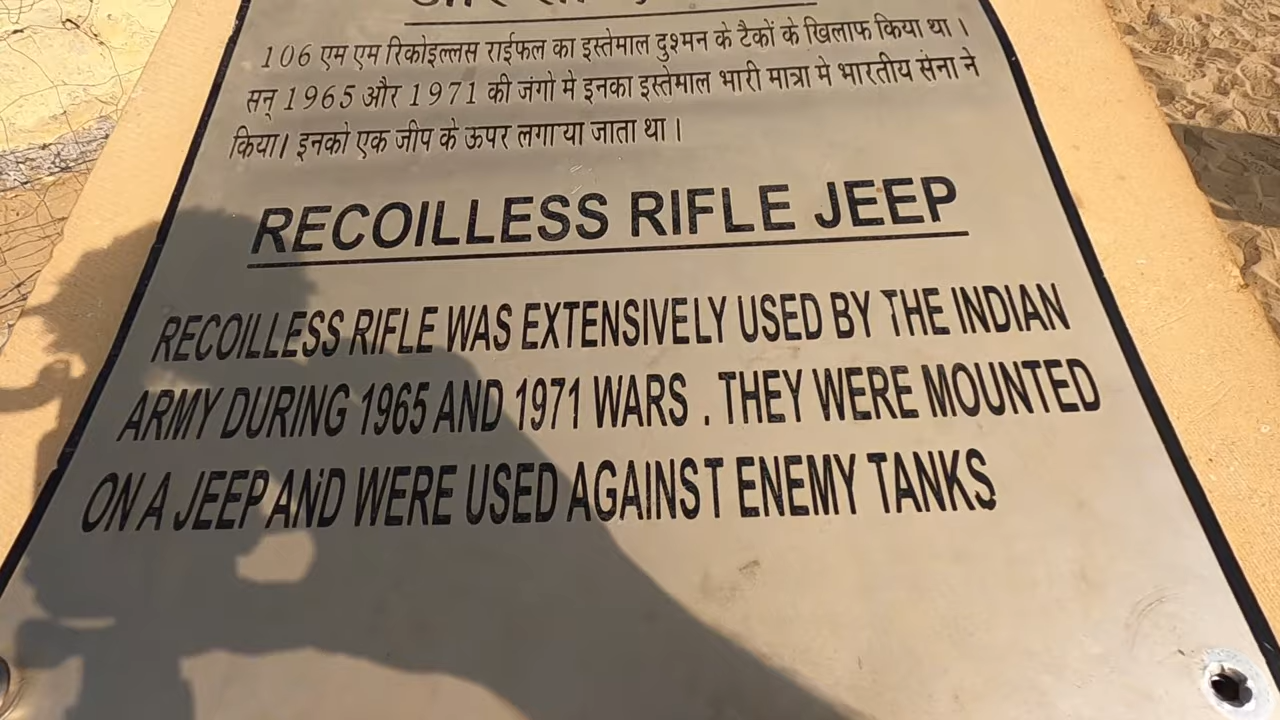 106 एम एम रिकोइल्लस राईफल का इस्तेमाल दुश्मन के टैकों के खिलाफ किया था ।
सन् 1965 और 1971 की जंगो मे इनका इस्तेमाल भारी मात्रा मे भारतीय सेना ने
किया। इनको एक जीप के ऊपर लगाया जाता था ।
RECOILLESS RIFLE JEEP
RECOILLESS RIFLE WAS EXTENSIVELY USED BY THE INDIAN
ARMY DURING 1965 AND 1971 WARS . THEY WERE MOUNTED
ON A JEEP AND WERE USED AGAINST ENEMY TANKS